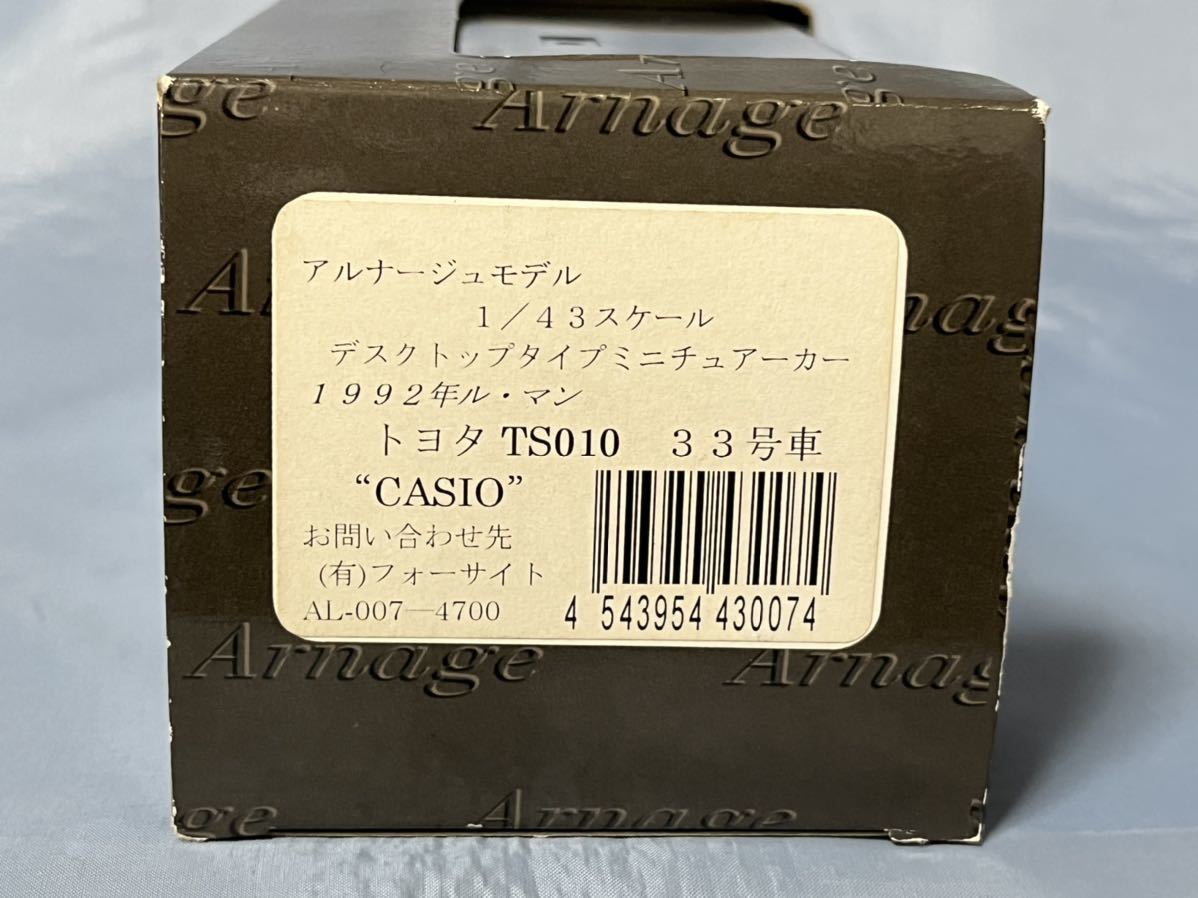 Arnage
アルナージュモデル
１／４３スケール
デスクトップタイプミニチュアーカー
１９９２年ル・マン
トヨタ TS010　３３号車
“CASIO”
お問い合わせ先
(有)フォーサイト
AL-007―4700
4 543954 430074
Arnage